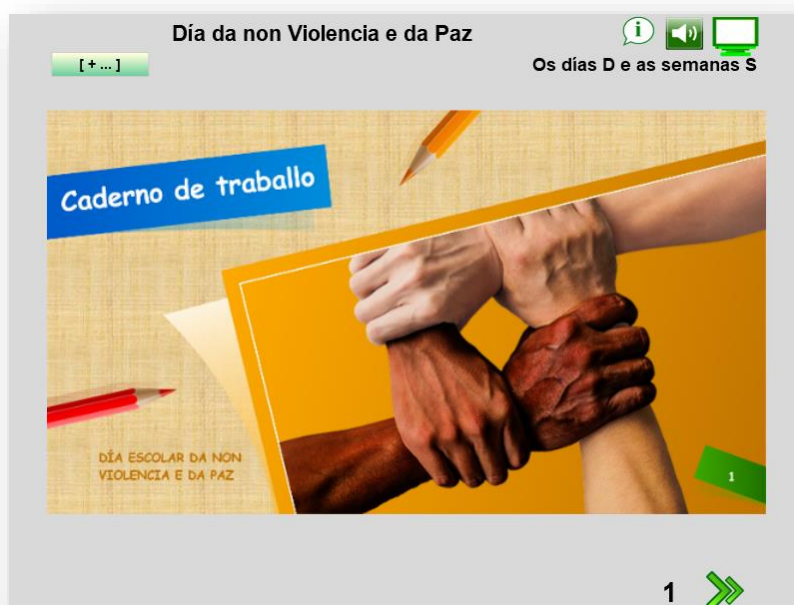 Día da non Violencia e da Paz
i
[ + ... ]
Os días D e as semanas S
Caderno de traballo
DÍA ESCOLAR DA NON
VIOLENCIA E DA PAZ
1
1